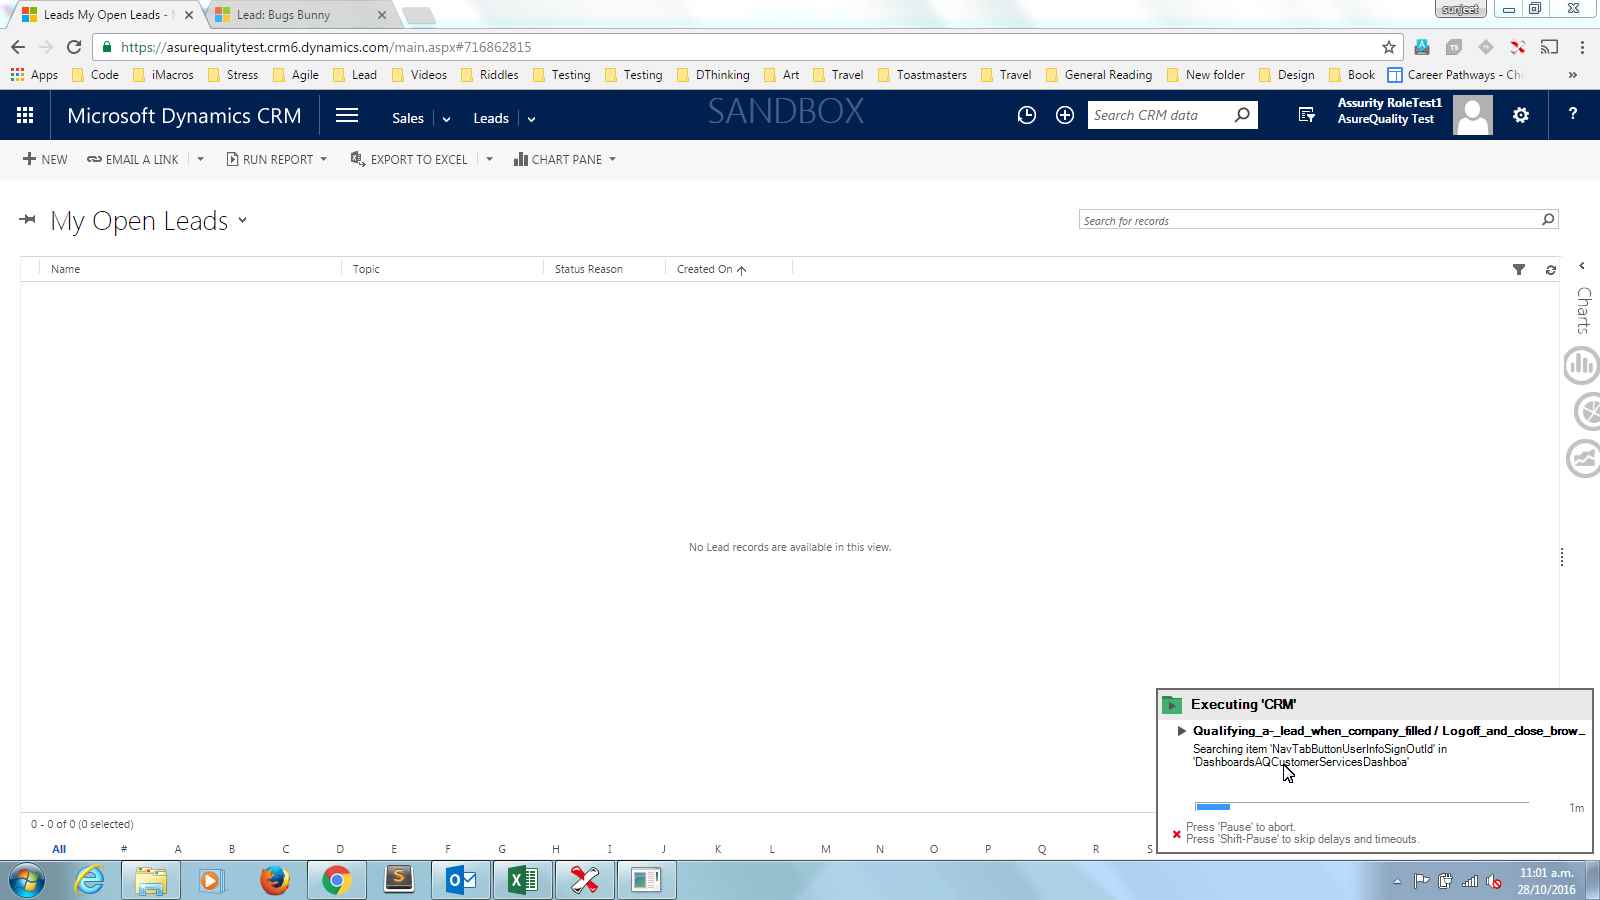 Leads My Open Leads -
Lead: Bugs Bunny
sunjeet
https://asurequalitytest.crm6.dynamics.com/main.aspx#716862815
Apps Code iMacros Stress Agile Lead Videos Riddles Testing Testing DThinking Art Travel Toastmasters Travel General Reading New folder Design Book Career Pathways - Ch »
Microsoft Dynamics CRM Sales Leads SANDBOX Search CRM data
Assurity RoleTest1
AsureQuality Test
?
NEW EMAIL A LINK RUN REPORT EXPORT TO EXCEL CHART PANE
My Open Leads
Search for records
Name Topic Status Reason Created On
Charts
No Lead records are available in this view.
Executing 'CRM'
Qualifying_a-_lead_when_company_filled / Logoff_and_close_brow...
Searching item 'NavTabButtonUserInfoSignOutId' in
'DashboardsAQCustomerServicesDashboa'
1m
Press 'Pause' to abort.
Press 'Shift-Pause' to skip delays and timeouts.
0 - 0 of 0 (0 selected)
All # A B C D E F G H I J K L M N O P Q R S
11:01 a.m.
28/10/2016